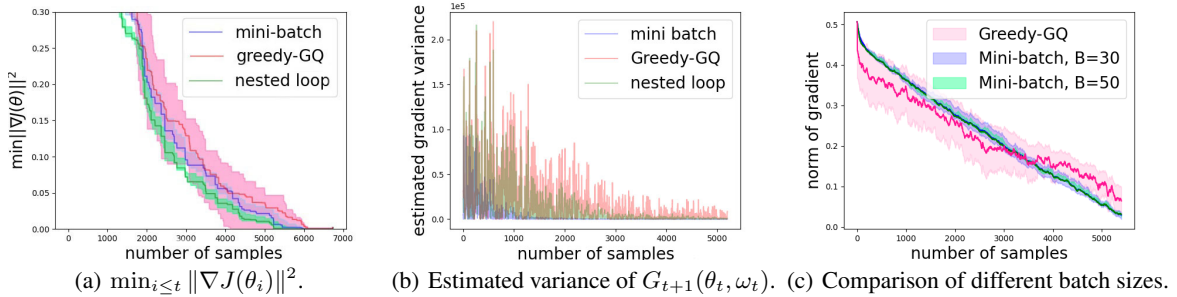 min||∇J(θ)||²
0.30
0.25
0.20
0.15
0.10
0.05
0.00
mini-batch
greedy-GQ
nested loop
0 1000 2000 3000 4000 5000 6000 7000
number of samples
(a) min_{i≤t} ‖∇J(θ_i)‖².
1e5
estimated gradient variance
2.0
1.5
1.0
0.5
0.0
mini batch
Greedy-GQ
nested loop
0 1000 2000 3000 4000 5000
number of samples
(b) Estimated variance of G_{t+1}(θ_t, ω_t).
norm of gradient
0.5
0.4
0.3
0.2
0.1
0.0
Greedy-GQ
Mini-batch, B=30
Mini-batch, B=50
0 1000 2000 3000 4000 5000
number of samples
(c) Comparison of different batch sizes.